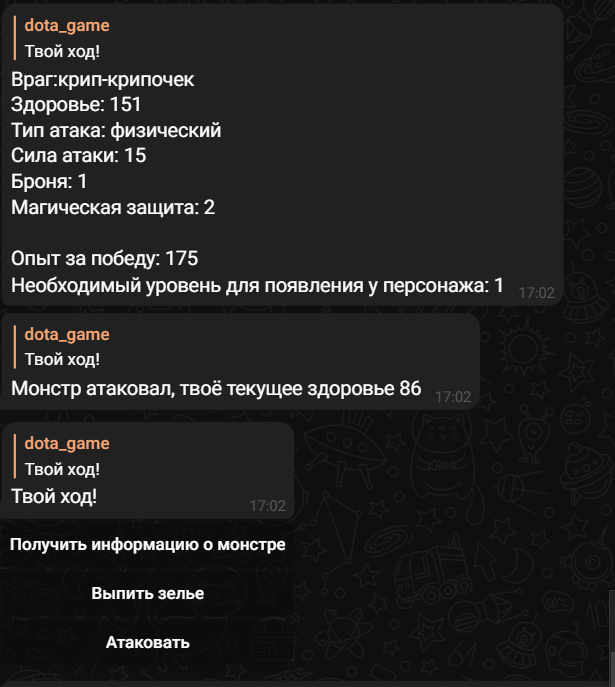 dota_game
Твой ход!
Враг:крип-крипочек
Здоровье: 151
Тип атака: физический
Сила атаки: 15
Броня: 1
Магическая защита: 2
Опыт за победу: 175
Необходимый уровень для появления у персонажа: 1 17:02
dota_game
Твой ход!
Монстр атаковал, твоё текущее здоровье 86 17:02
dota_game
Твой ход!
Твой ход! 17:02
Получить информацию о монстре
Выпить зелье
Атаковать